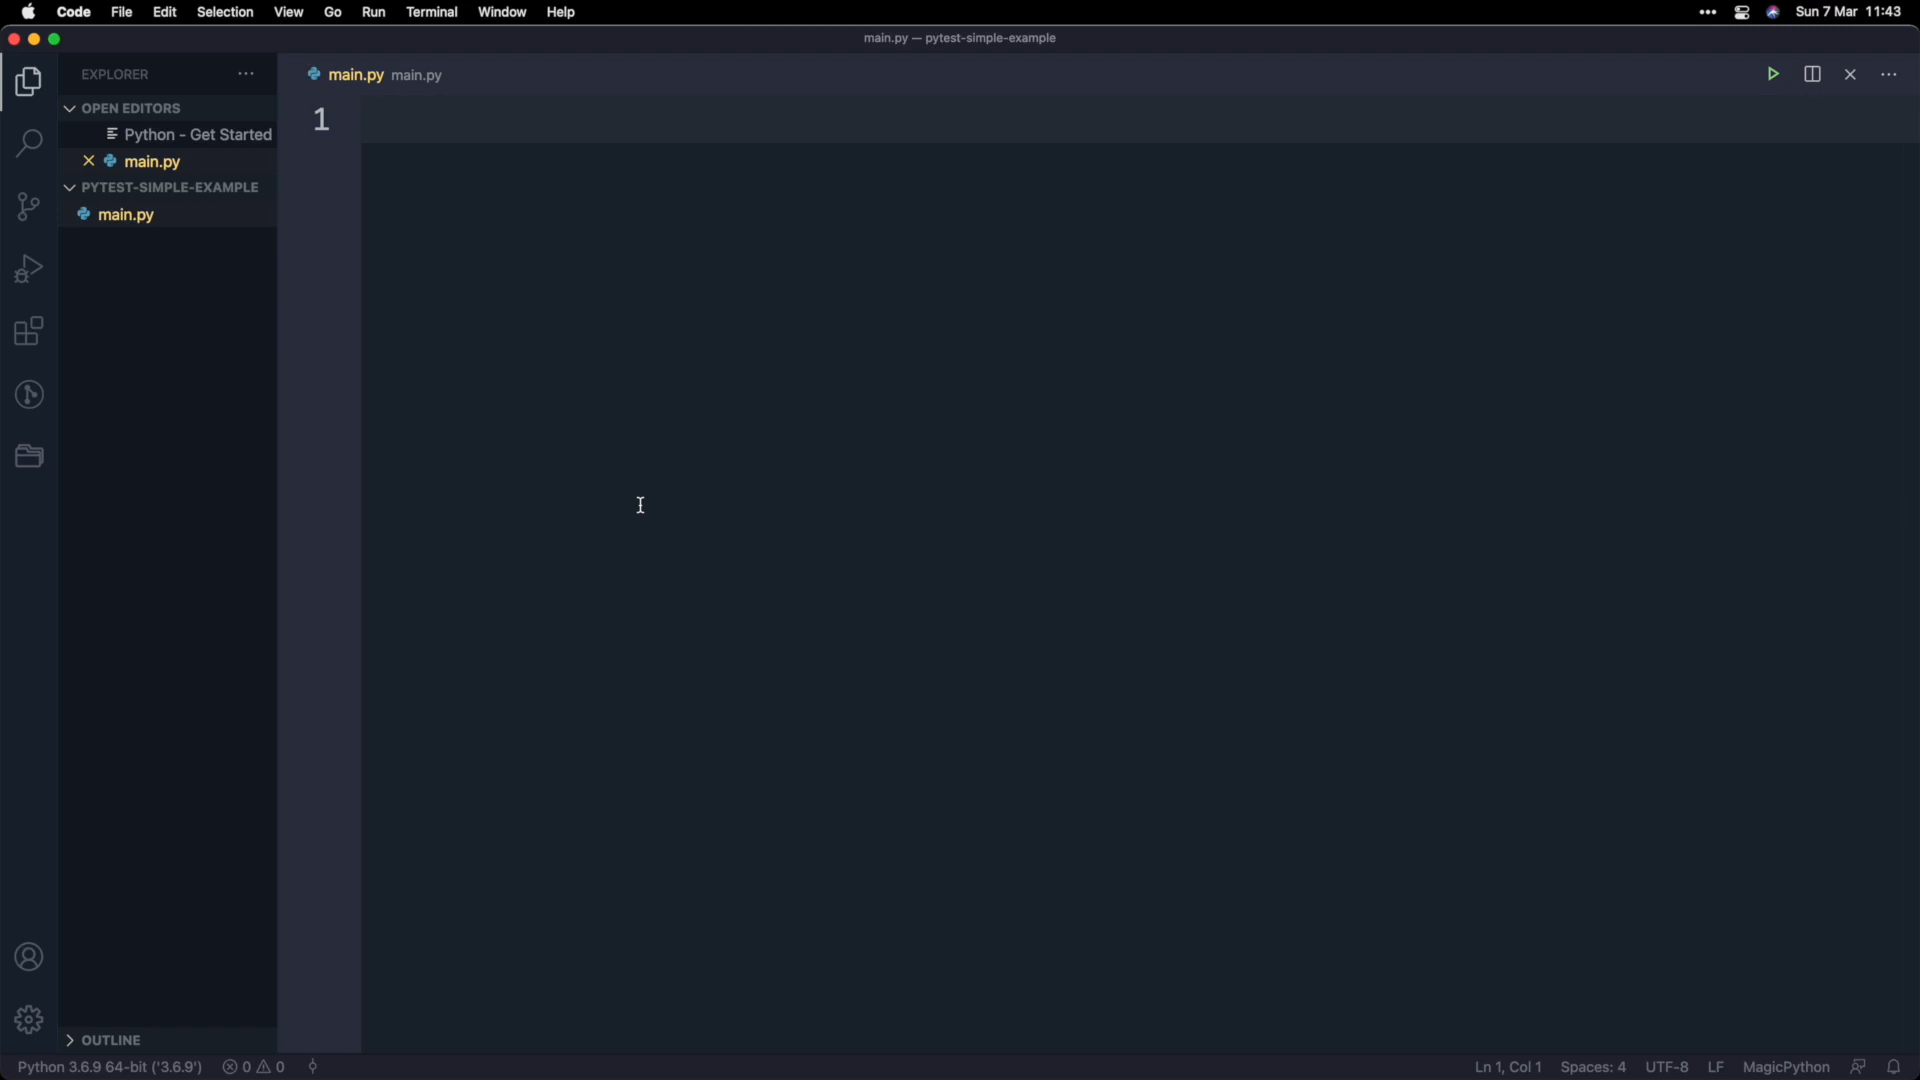 Code File Edit Selection View Go Run Terminal Window Help Sun 7 Mar 11:43
main.py — pytest-simple-example
EXPLORER
main.py main.py
OPEN EDITORS
1
Python - Get Started
main.py
PYTEST-SIMPLE-EXAMPLE
main.py
OUTLINE
Python 3.6.9 64-bit ('3.6.9') 0 0 Ln 1, Col 1 Spaces: 4 UTF-8 LF MagicPython